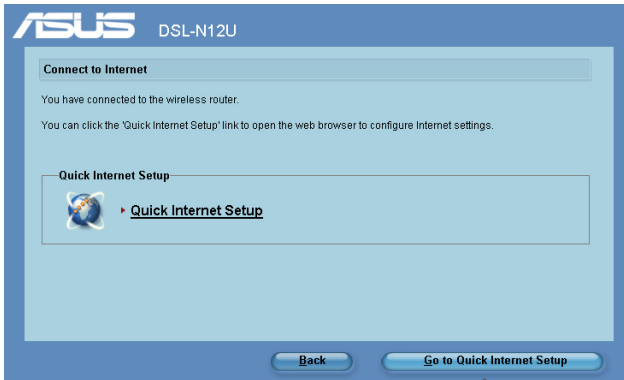 ASUS DSL-N12U
Connect to Internet
You have connected to the wireless router.
You can click the 'Quick Internet Setup' link to open the web browser to configure Internet settings.
Quick Internet Setup
Quick Internet Setup
Back Go to Quick Internet Setup